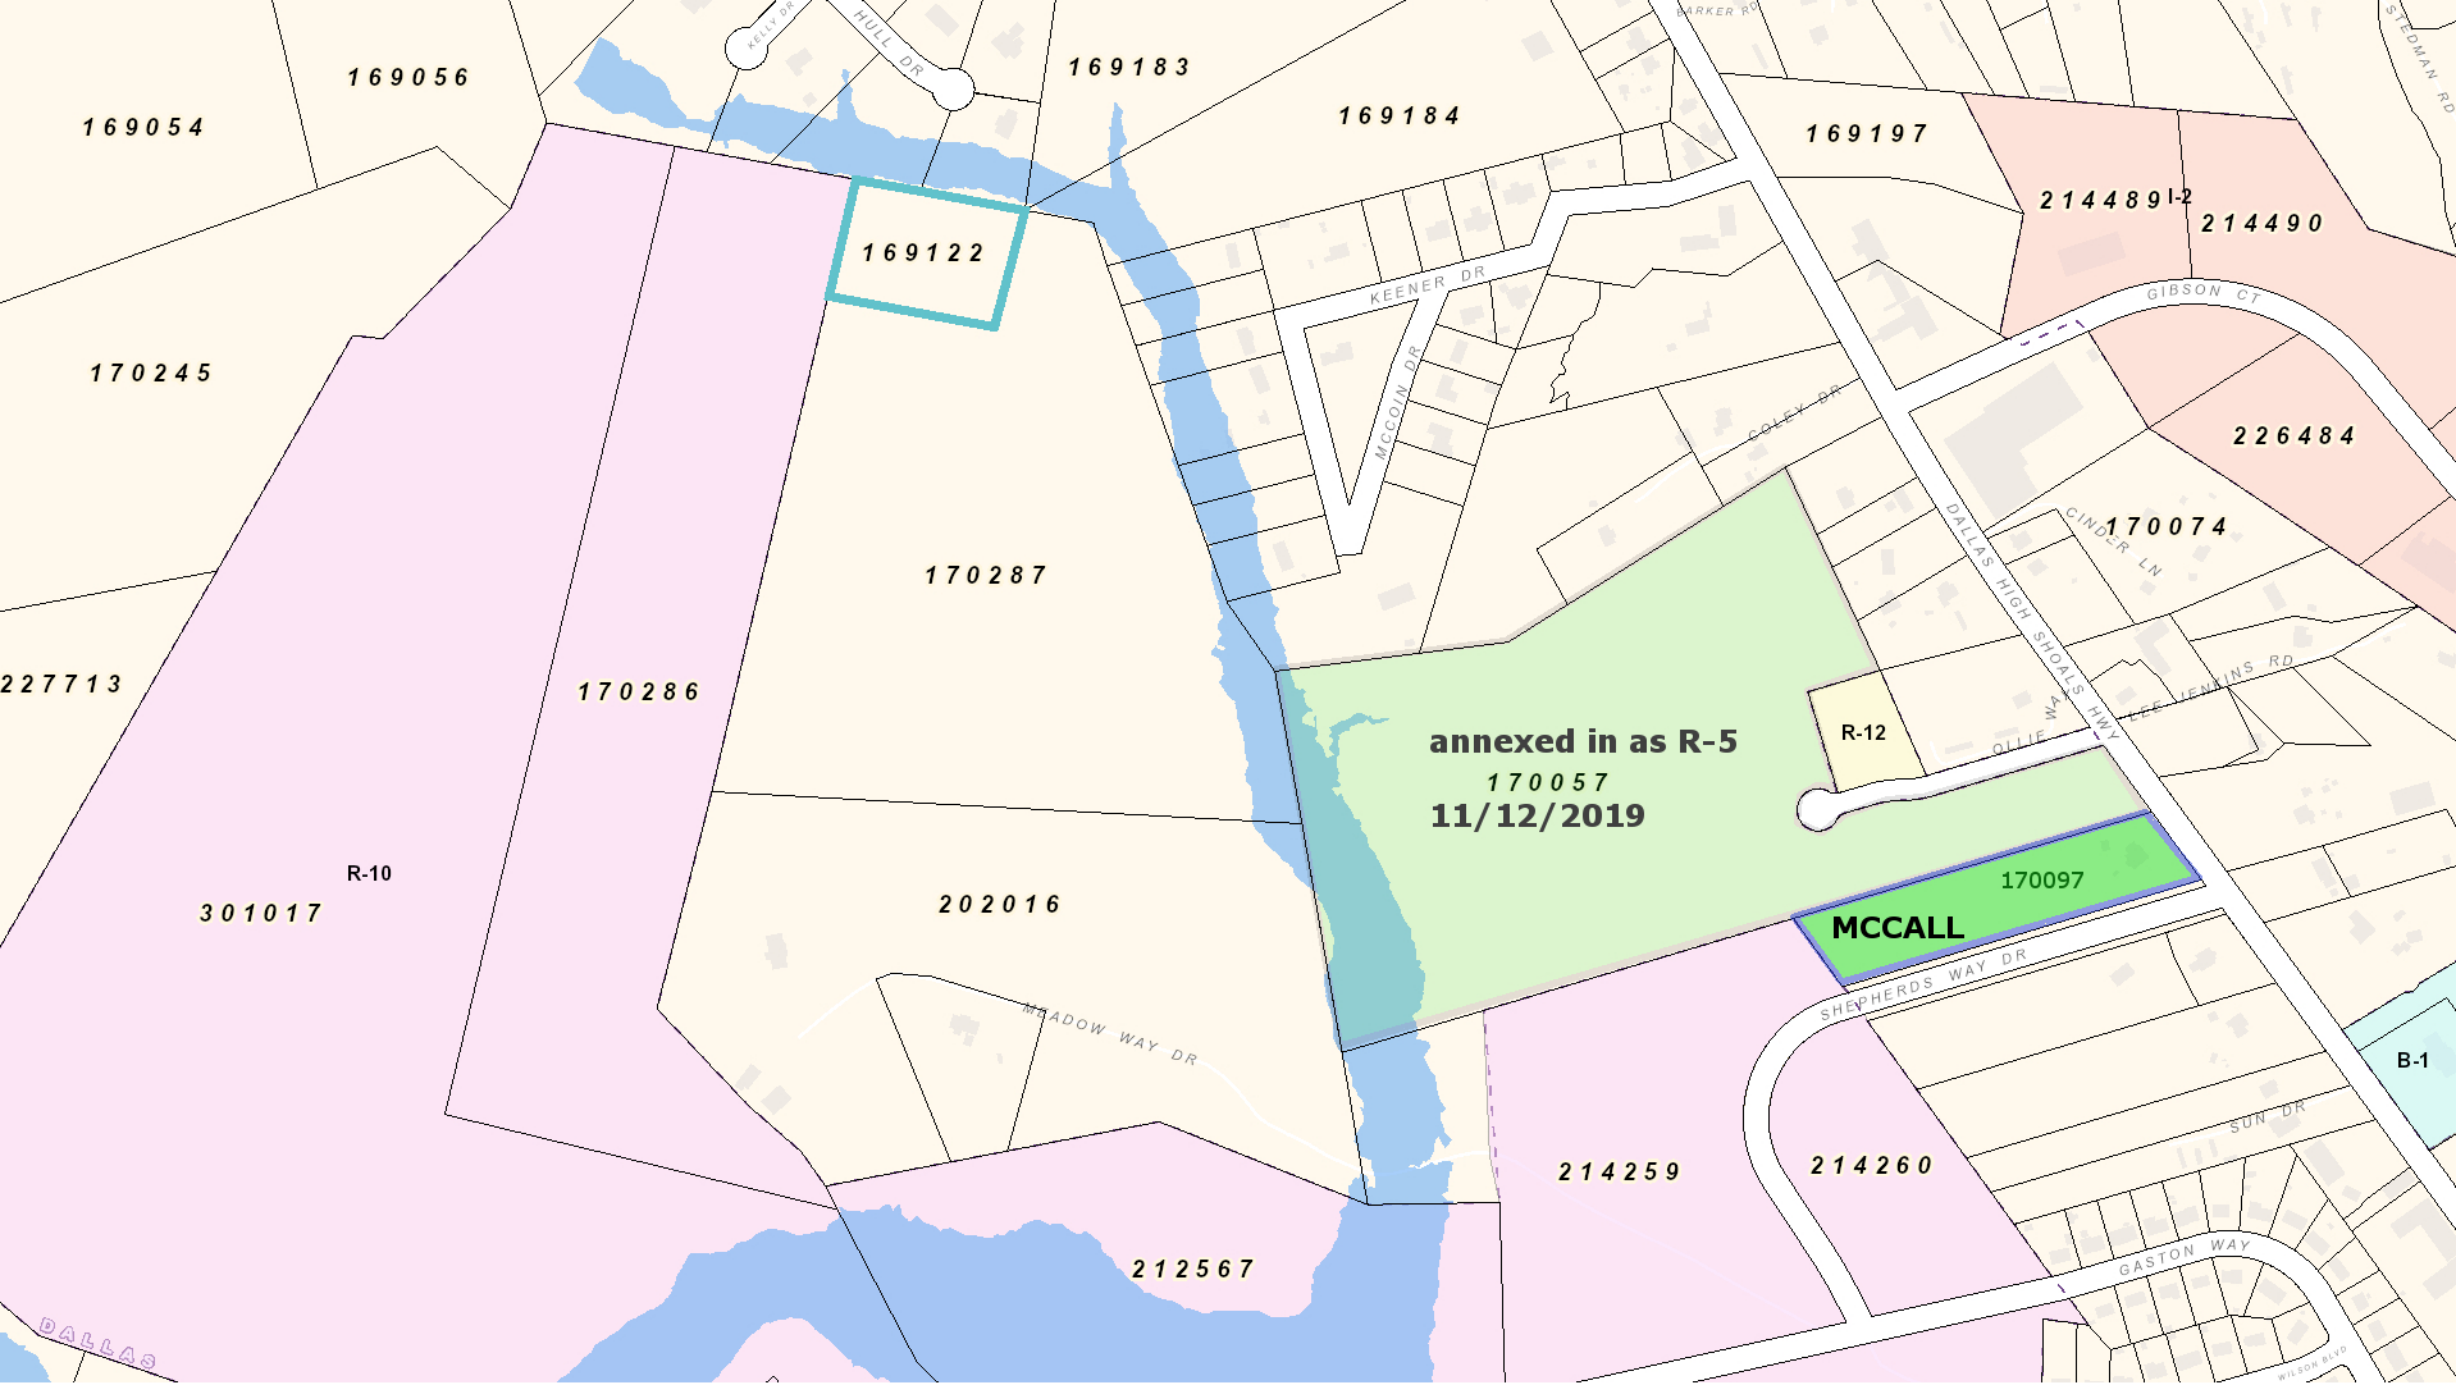 BARKER RD
STEDMAN RD
KELLY DR
HULL DR
169183
169056
169184
169054
169197
214489
I-2
214490
169122
KEENER DR
GIBSON CT
170245
MCCOIN DR
COLEY DR
226484
DALLAS HIGH SHOALS HWY
CINDER LN
170074
170287
227713
170286
LEE JENKINS RD
OLLIE WAY
R-12
annexed in as R-5
170057
11/12/2019
R-10
301017
170097
MCCALL
202016
SHEPHERDS WAY DR
MEADOW WAY DR
B-1
SUN DR
214259
214260
212567
GASTON WAY
DALLAS
WILSON BLVD